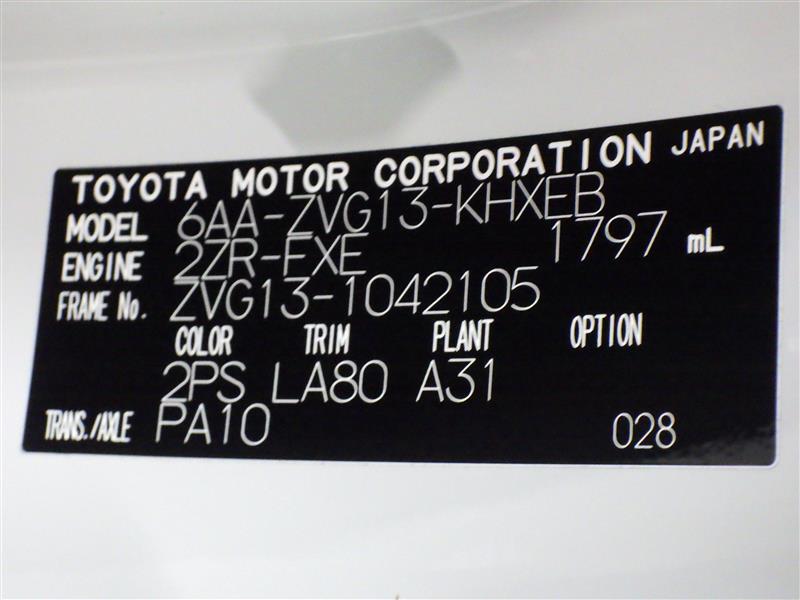 TOYOTA MOTOR CORPORATION JAPAN
MODEL 6AA-ZVG13-KHXEB
ENGINE 2ZR-FXE 1797 mL
FRAME No. ZVG13-1042105
COLOR TRIM PLANT OPTION
2PS LA80 A31
TRANS./AXLE PA10 028